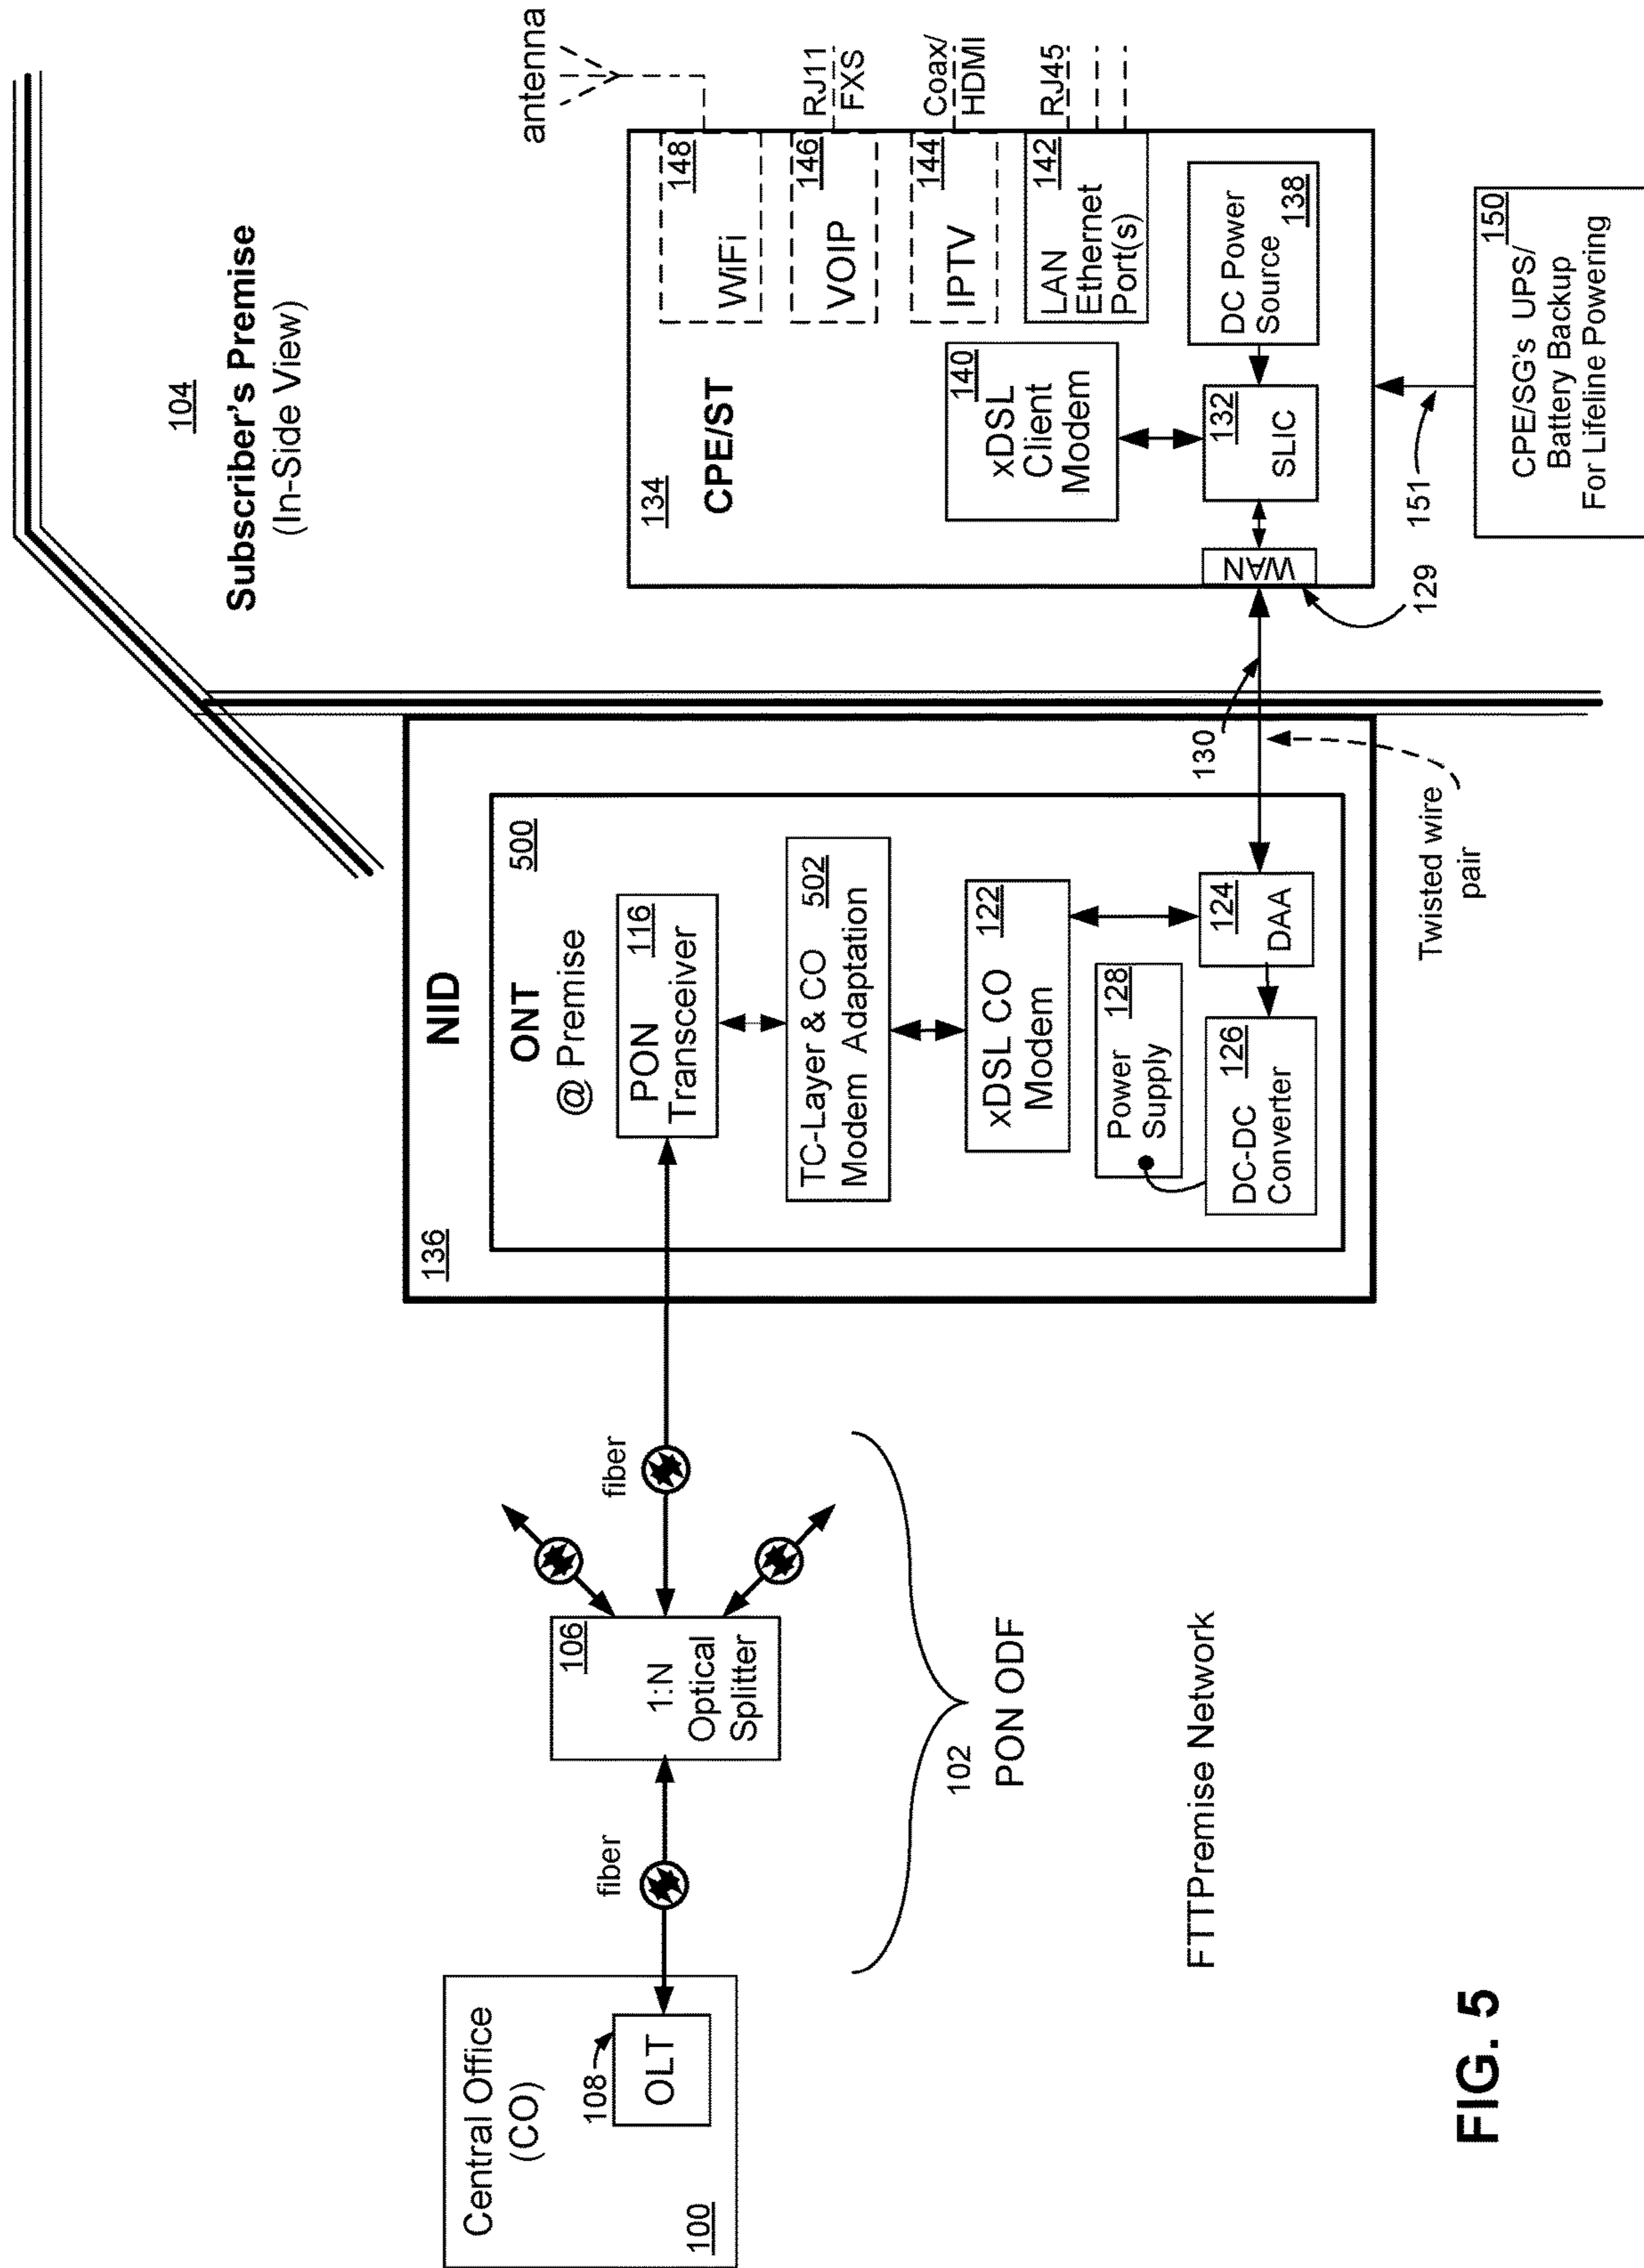 Central Office
(CO)
108
OLT
100
fiber
106
1:N
Optical
Splitter
fiber
102
PON ODF
FTTPremise Network
136
NID
ONT
@ Premise
500
PON
116
Transceiver
TC-Layer & CO
502
Modem Adaptation
xDSL CO
122
Modem
Power
128
Supply
DC-DC
126
Converter
124
DAA
130
Twisted wire
pair
104
Subscriber's Premise
(In-Side View)
134
CPE/ST
antenna
148
WiFi
146
VOIP
RJ11
FXS
144
IPTV
Coax/
HDMI
142
LAN
Ethernet
Port(s)
RJ45
140
xDSL
Client
Modem
DC Power
Source
138
132
SLIC
WAN
129
151
150
CPE/SG's UPS/
Battery Backup
For Lifeline Powering
FIG. 5